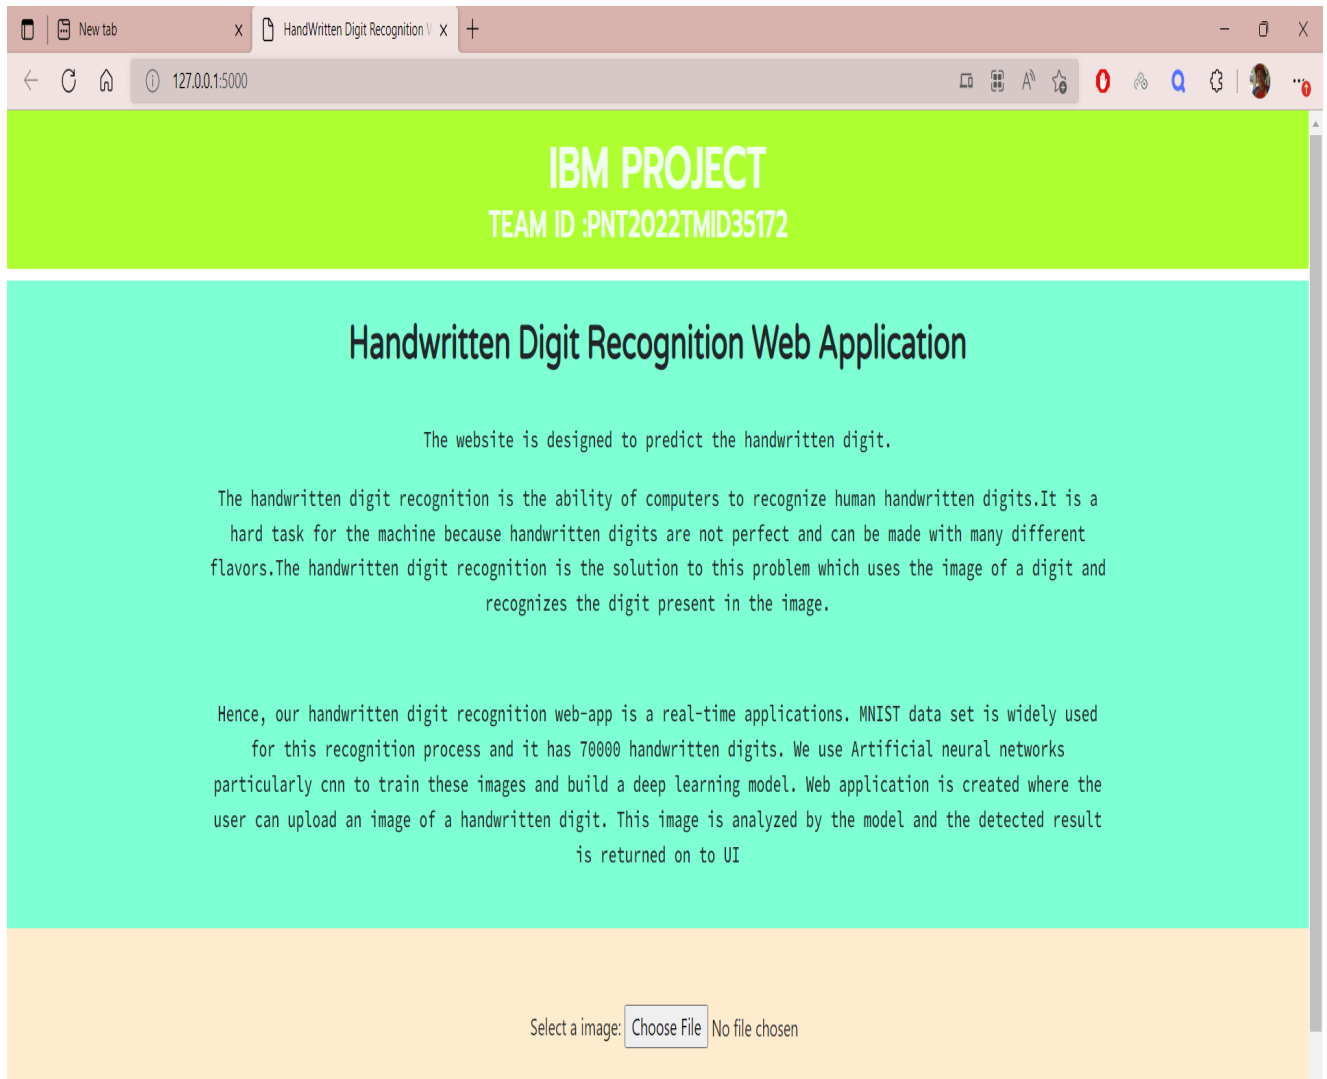 New tab
HandWritten Digit Recognition
127.0.0.1:5000
IBM PROJECT
TEAM ID :PNT2022TMID35172
Handwritten Digit Recognition Web Application
The website is designed to predict the handwritten digit.
The handwritten digit recognition is the ability of computers to recognize human handwritten digits.It is a
hard task for the machine because handwritten digits are not perfect and can be made with many different
flavors.The handwritten digit recognition is the solution to this problem which uses the image of a digit and
recognizes the digit present in the image.
Hence, our handwritten digit recognition web-app is a real-time applications. MNIST data set is widely used
for this recognition process and it has 70000 handwritten digits. We use Artificial neural networks
particularly cnn to train these images and build a deep learning model. Web application is created where the
user can upload an image of a handwritten digit. This image is analyzed by the model and the detected result
is returned on to UI
Select a image: Choose File No file chosen